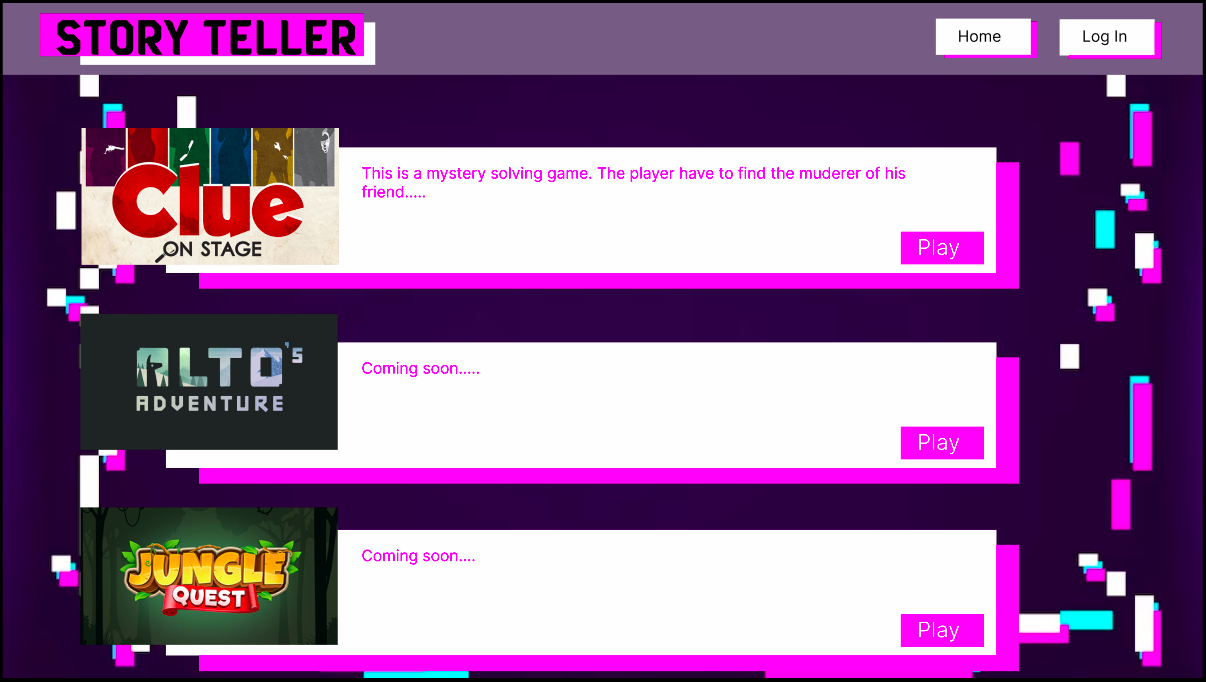 STORY TELLER
Home
Log In
Clue
ON STAGE
This is a mystery solving game. The player have to find the muderer of his
friend.....
Play
ALTO'S
ADVENTURE
Coming soon.....
Play
JUNGLE
QUEST
Coming soon....
Play